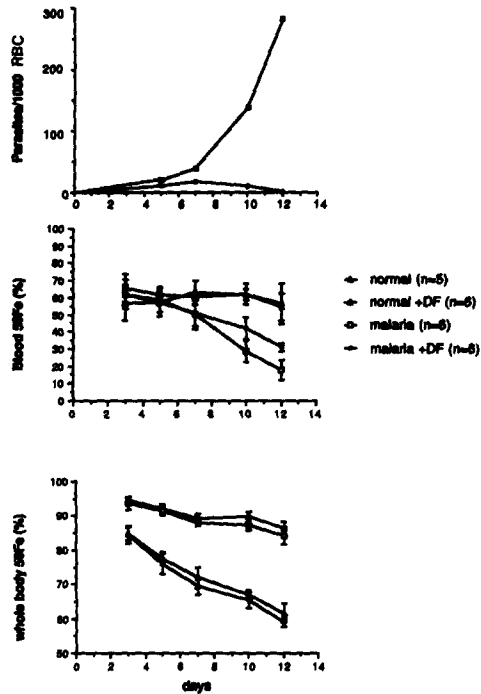 Parasites/1000 RBC
300
200
100
0
0 2 4 6 8 10 12 14
Blood 59Fe (%)
100
90
80
70
60
50
40
30
20
10
0
0 2 4 6 8 10 12 14
normal (n=5)
normal +DF (n=6)
malaria (n=6)
malaria +DF (n=6)
whole body 59Fe (%)
100
90
80
70
60
50
0 2 4 6 8 10 12 14
days